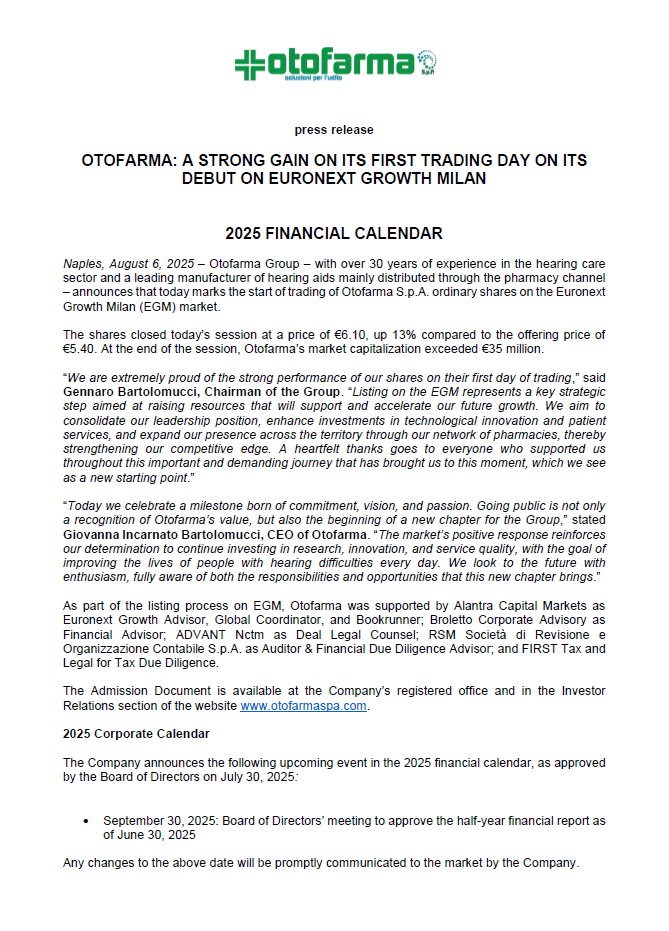 otofarma
soluzioni per l'udito
S.p.A
press release
OTOFARMA: A STRONG GAIN ON ITS FIRST TRADING DAY ON ITS
DEBUT ON EURONEXT GROWTH MILAN
2025 FINANCIAL CALENDAR
Naples, August 6, 2025 – Otofarma Group – with over 30 years of experience in the hearing care
sector and a leading manufacturer of hearing aids mainly distributed through the pharmacy channel
– announces that today marks the start of trading of Otofarma S.p.A. ordinary shares on the Euronext
Growth Milan (EGM) market.
The shares closed today's session at a price of €6.10, up 13% compared to the offering price of
€5.40. At the end of the session, Otofarma's market capitalization exceeded €35 million.
“We are extremely proud of the strong performance of our shares on their first day of trading,” said
Gennaro Bartolomucci, Chairman of the Group. “Listing on the EGM represents a key strategic
step aimed at raising resources that will support and accelerate our future growth. We aim to
consolidate our leadership position, enhance investments in technological innovation and patient
services, and expand our presence across the territory through our network of pharmacies, thereby
strengthening our competitive edge. A heartfelt thanks goes to everyone who supported us
throughout this important and demanding journey that has brought us to this moment, which we see
as a new starting point.”
“Today we celebrate a milestone born of commitment, vision, and passion. Going public is not only
a recognition of Otofarma's value, but also the beginning of a new chapter for the Group,” stated
Giovanna Incarnato Bartolomucci, CEO of Otofarma. “The market's positive response reinforces
our determination to continue investing in research, innovation, and service quality, with the goal of
improving the lives of people with hearing difficulties every day. We look to the future with
enthusiasm, fully aware of both the responsibilities and opportunities that this new chapter brings.”
As part of the listing process on EGM, Otofarma was supported by Alantra Capital Markets as
Euronext Growth Advisor, Global Coordinator, and Bookrunner; Broletto Corporate Advisory as
Financial Advisor; ADVANT Nctm as Deal Legal Counsel; RSM Società di Revisione e
Organizzazione Contabile S.p.A. as Auditor & Financial Due Diligence Advisor; and FIRST Tax and
Legal for Tax Due Diligence.
The Admission Document is available at the Company's registered office and in the Investor
Relations section of the website www.otofarmaspa.com.
2025 Corporate Calendar
The Company announces the following upcoming event in the 2025 financial calendar, as approved
by the Board of Directors on July 30, 2025:
• September 30, 2025: Board of Directors' meeting to approve the half-year financial report as
of June 30, 2025
Any changes to the above date will be promptly communicated to the market by the Company.